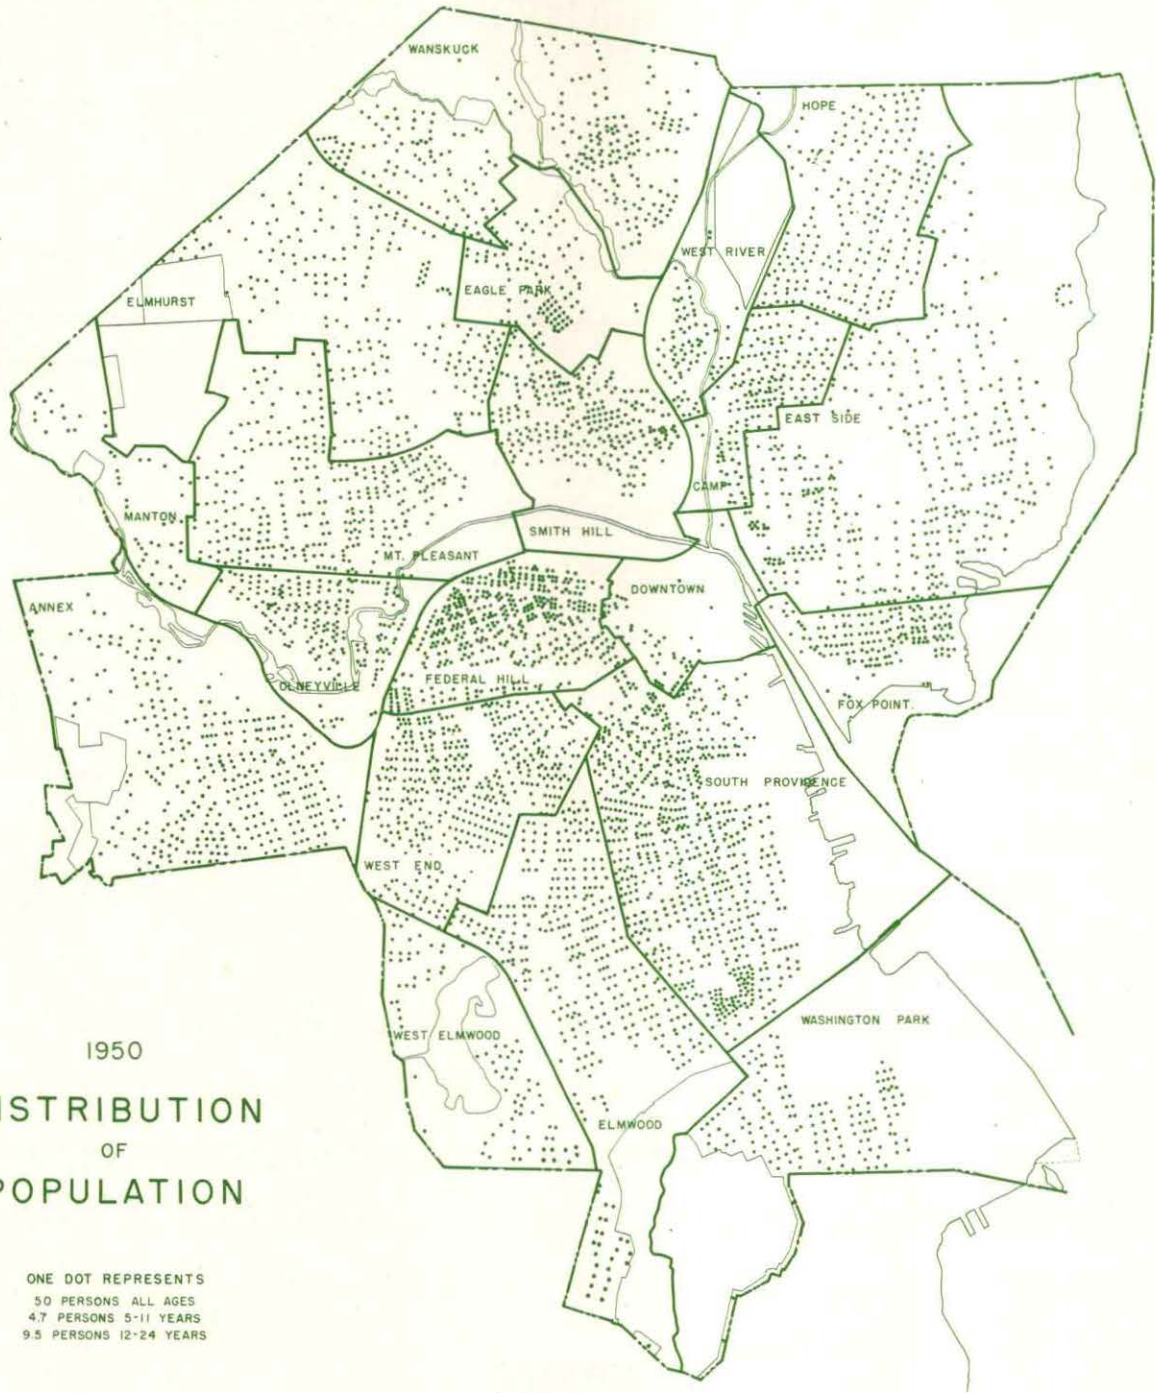 WANSKUCK
HOPE
WEST RIVER
EAGLE PARK
ELMHURST
EAST SIDE
CAMP
MANTON
SMITH HILL
MT. PLEASANT
DOWNTOWN
ANNEX
OLNEYVILLE
FEDERAL HILL
FOX POINT.
SOUTH PROVIDENCE
WEST END
WASHINGTON PARK
WEST ELMWOOD
ELMWOOD
1950
ISTRIBUTION
OF
POPULATION
ONE DOT REPRESENTS
50 PERSONS ALL AGES
4.7 PERSONS 5-11 YEARS
9.5 PERSONS 12-24 YEARS